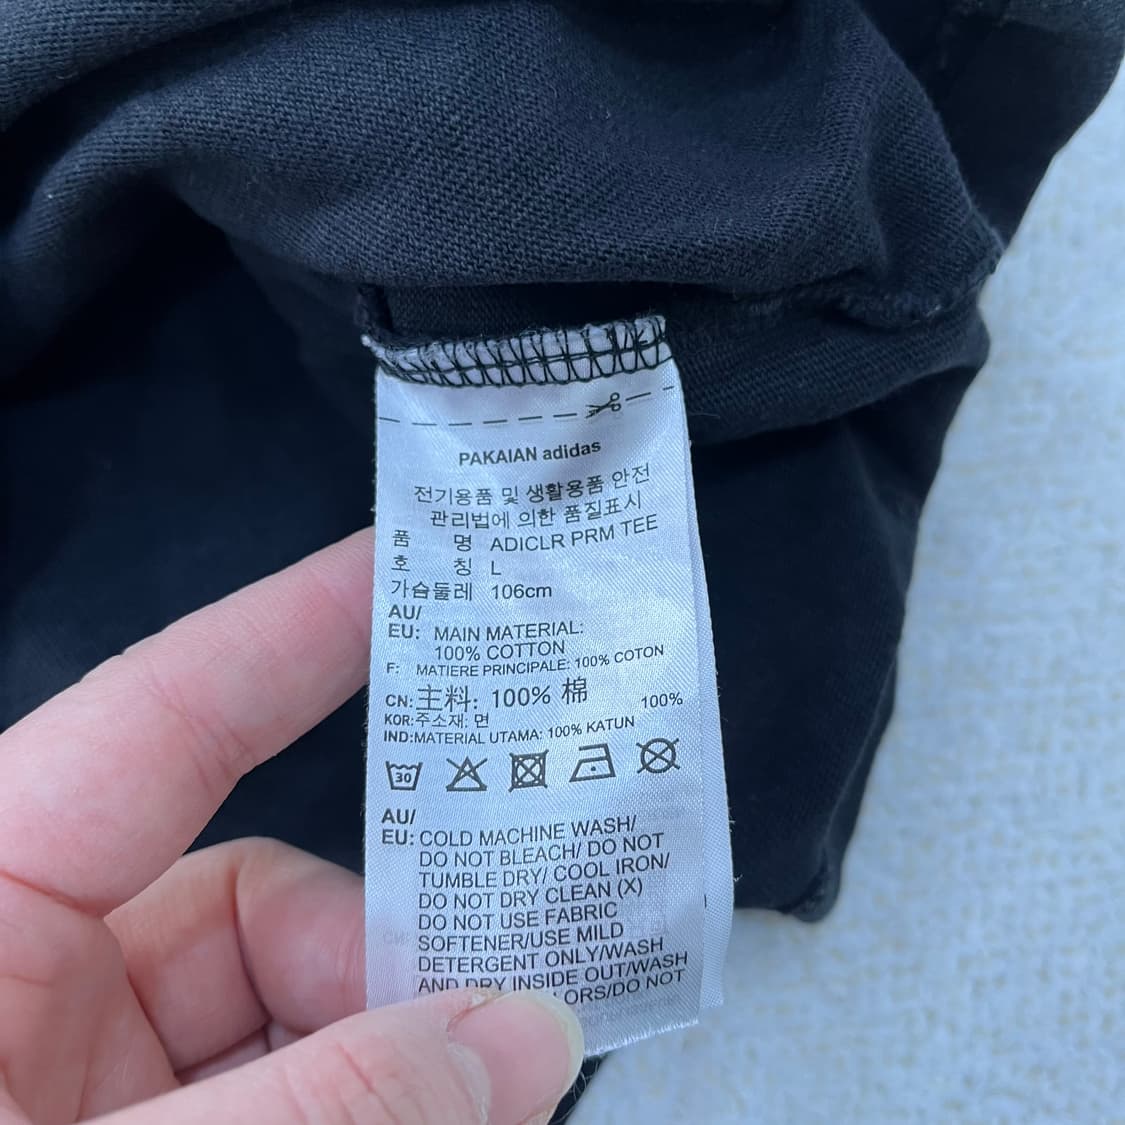 PAKAIAN adidas
전기용품 및 생활용품 안전
관리법에 의한 품질표시
품 명 ADICLR PRM TEE
호 칭 L
가슴둘레 106cm
AU/
EU: MAIN MATERIAL:
100% COTTON
F: MATIERE PRINCIPALE: 100% COTON
CN: 主料: 100% 棉
KOR: 주소재: 면 100%
IND: MATERIAL UTAMA: 100% KATUN
30
AU/
EU: COLD MACHINE WASH/
DO NOT BLEACH/ DO NOT
TUMBLE DRY/ COOL IRON/
DO NOT DRY CLEAN (X)
DO NOT USE FABRIC
SOFTENER/USE MILD
DETERGENT ONLY/WASH
AND DRY INSIDE OUT/WASH
ORS/DO NOT